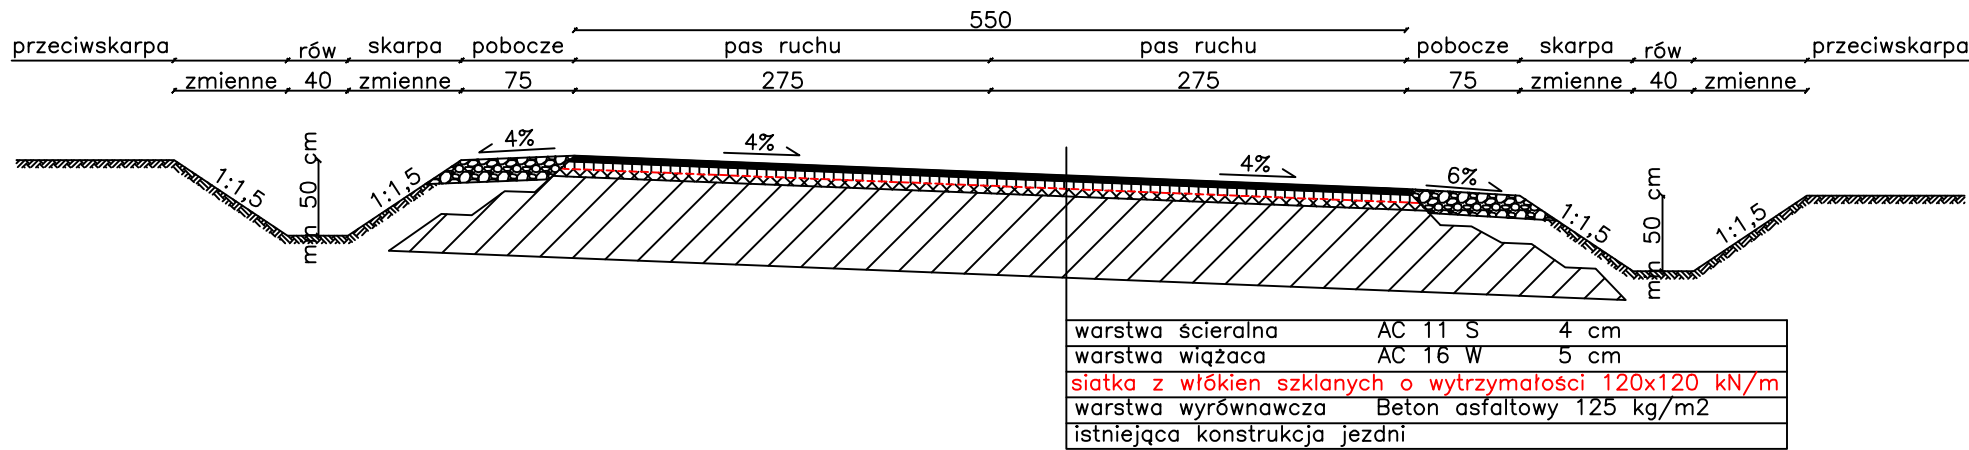 550
przeciwskarpa rów skarpa pobocze pas ruchu pas ruchu pobocze skarpa rów przeciwskarpa
zmienne 40 zmienne 75 275 275 75 zmienne 40 zmienne
4% 4% 4% 6%
1:1,5 min 50 cm 1:1,5 1:1,5 min 50 cm 1:1,5
warstwa ścieralna AC 11 S 4 cm
warstwa wiążaca AC 16 W 5 cm
siatka z włókien szklanych o wytrzymałości 120x120 kN/m
warstwa wyrównawcza Beton asfaltowy 125 kg/m2
istniejąca konstrukcja jezdni